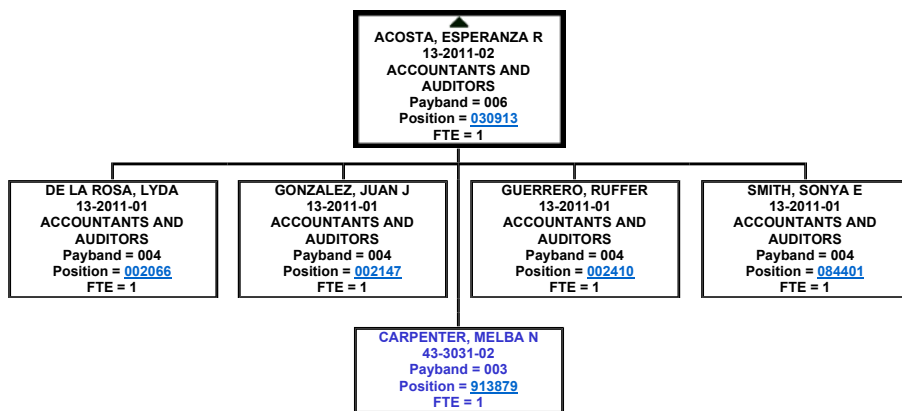 ACOSTA, ESPERANZA R
13-2011-02
ACCOUNTANTS AND
AUDITORS
Payband = 006
Position = 030913
FTE = 1
DE LA ROSA, LYDA
13-2011-01
ACCOUNTANTS AND
AUDITORS
Payband = 004
Position = 002066
FTE = 1
GONZALEZ, JUAN J
13-2011-01
ACCOUNTANTS AND
AUDITORS
Payband = 004
Position = 002147
FTE = 1
GUERRERO, RUFFER
13-2011-01
ACCOUNTANTS AND
AUDITORS
Payband = 004
Position = 002410
FTE = 1
SMITH, SONYA E
13-2011-01
ACCOUNTANTS AND
AUDITORS
Payband = 004
Position = 084401
FTE = 1
CARPENTER, MELBA N
43-3031-02
Payband = 003
Position = 913879
FTE = 1